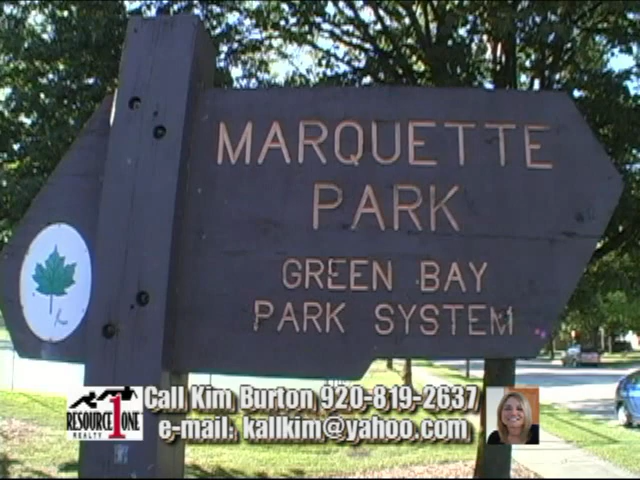 MARQUETTE
PARK
GREEN BAY
PARK SYSTEM
RESOURCE 1 ONE
REALTY
Call Kim Burton 920-819-2637
e-mail: kallkim@yahoo.com